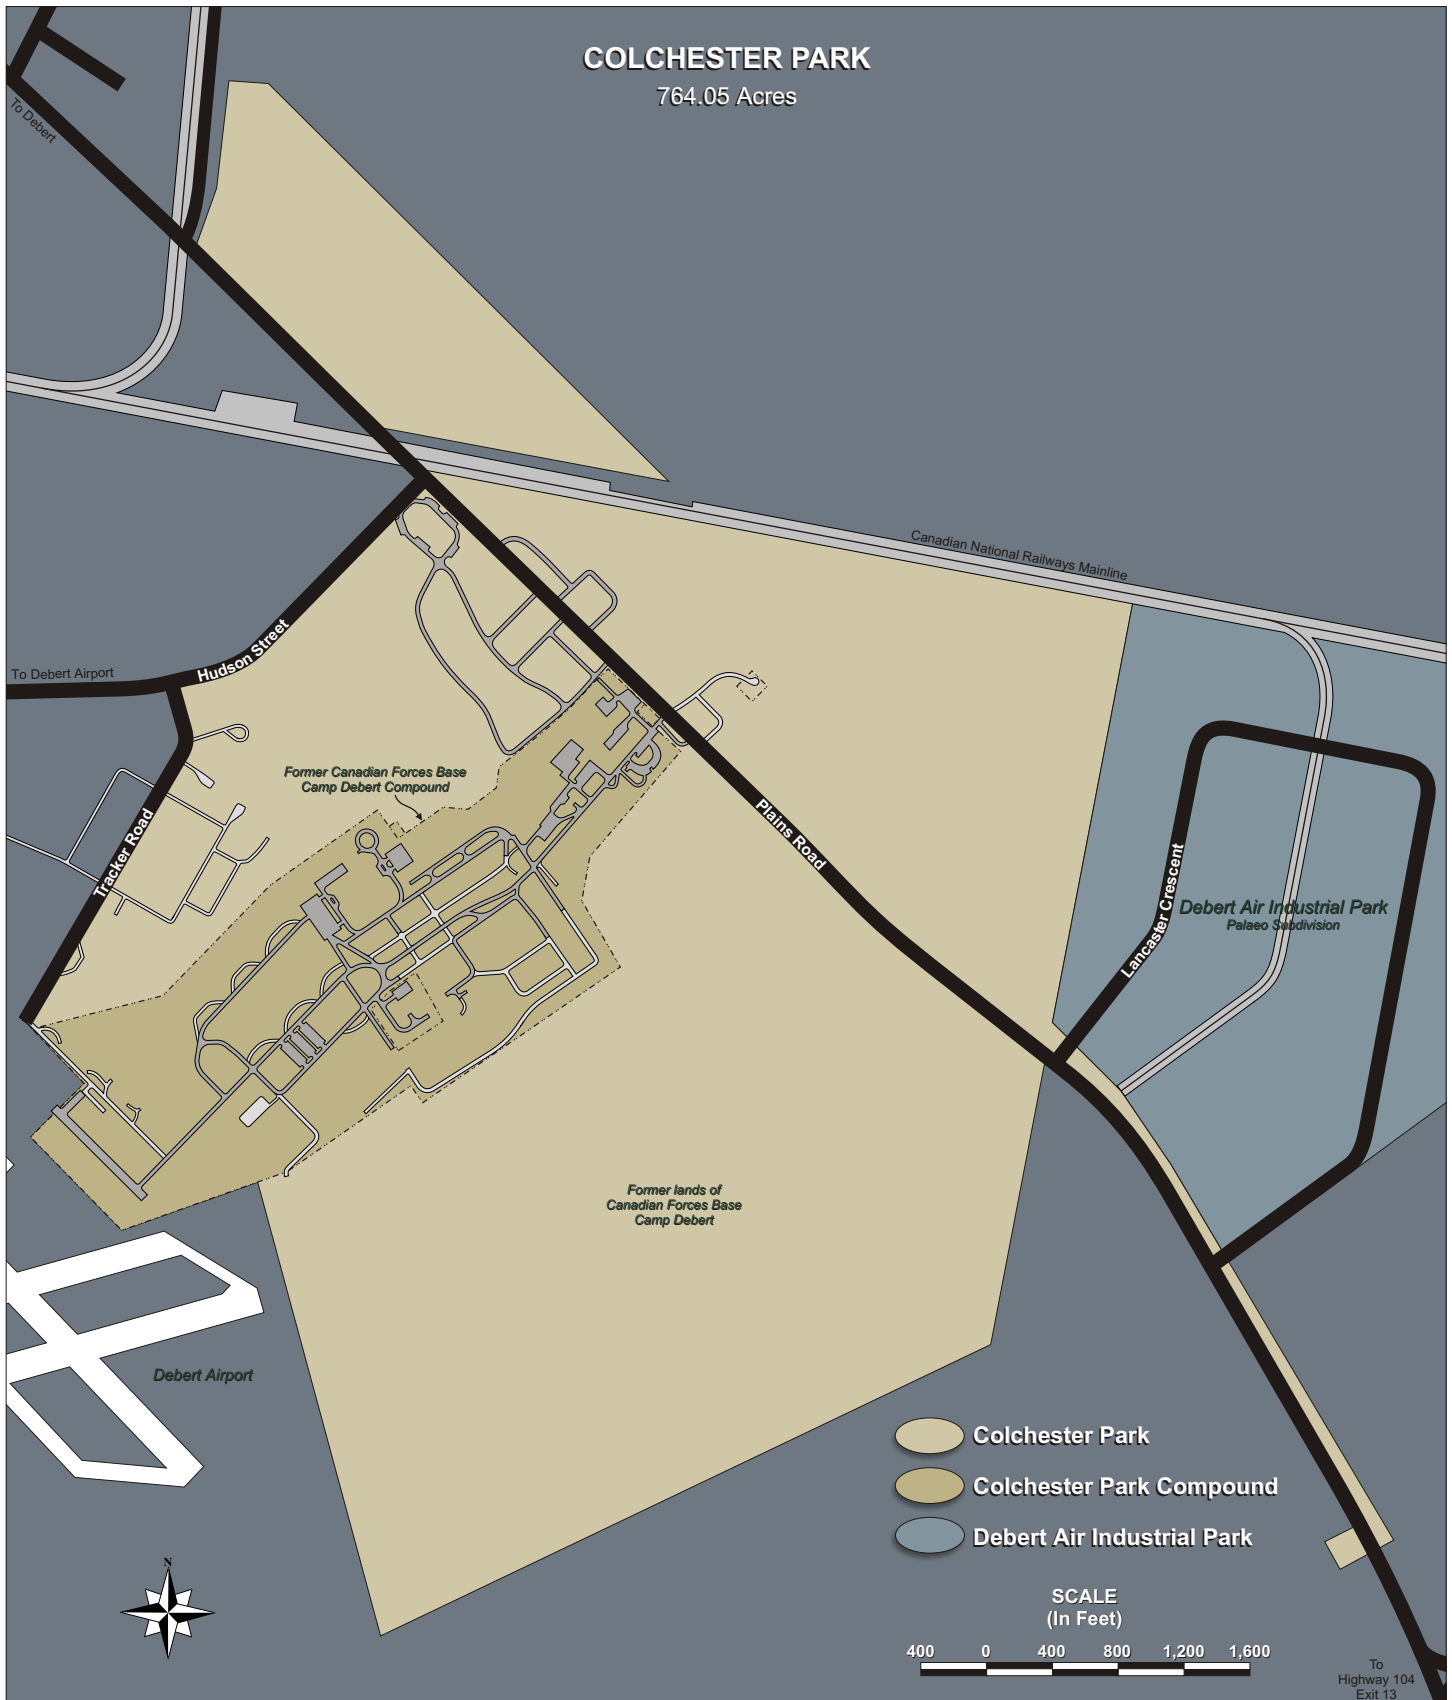 COLCHESTER PARK
764.05 Acres
To Debert
Canadian National Railways Mainline
Hudson Street
To Debert Airport
Former Canadian Forces Base
Camp Debert Compound
Tracker Road
Plains Road
Lancaster Crescent
Debert Air Industrial Park
Palaeo Subdivision
Former lands of
Canadian Forces Base
Camp Debert
Debert Airport
Colchester Park
Colchester Park Compound
Debert Air Industrial Park
N
SCALE
(In Feet)
400 0 400 800 1,200 1,600
To
Highway 104
Exit 13